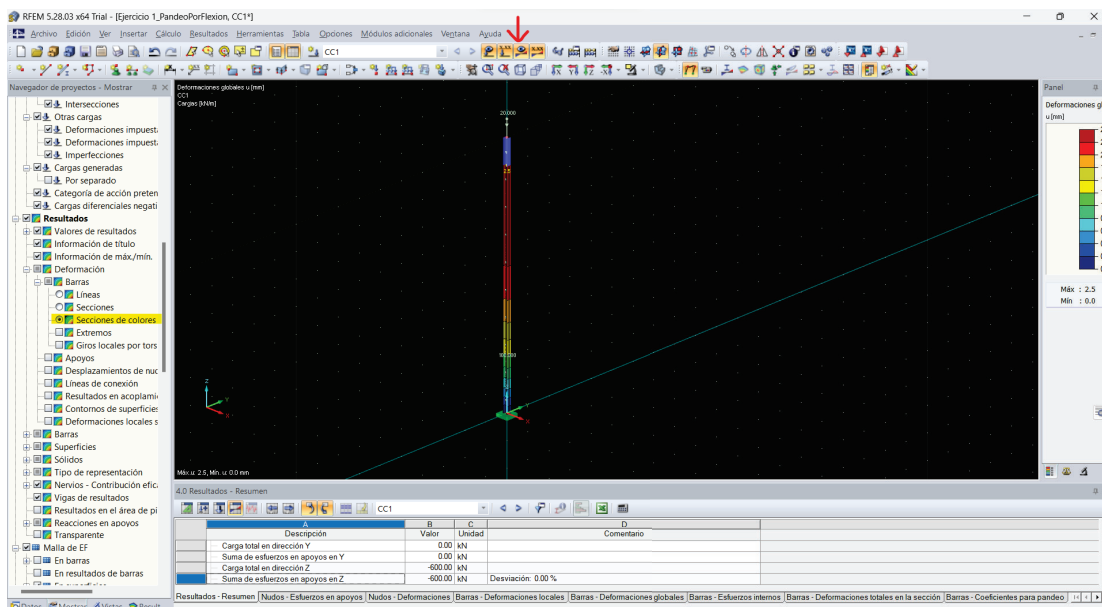 RFEM 5.28.03 x64 Trial - [Ejercicio 1_PandeoPorFlexion, CC1*]
Archivo Edición Ver Insertar Cálculo Resultados Herramientas Tabla Opciones Módulos adicionales Ventana Ayuda
CC1
Navegador de proyectos - Mostrar
Intersecciones
Otras cargas
Deformaciones impuest
Deformaciones impuest
Imperfecciones
Cargas generadas
Por separado
Categoría de acción preten
Cargas diferenciales negati
Resultados
Valores de resultados
Información de título
Información de máx./mín.
Deformación
Barras
Líneas
Secciones
Secciones de colores
Extremos
Giros locales por tors
Apoyos
Desplazamientos de nuc
Líneas de conexión
Resultados en acoplami
Contornos de superficies
Deformaciones locales s
Barras
Superficies
Sólidos
Tipo de representación
Nervios - Contribución efic
Vigas de resultados
Resultados en el área de pi
Reacciones en apoyos
Transparente
Malla de EF
En barras
En resultados de barras
Deformaciones globales u [mm]
CC1
Cargas [kN/m]
20.000
2.5
Z
Y
X
Y
X
Máx u: 2.5, Mín. u: 0.0 mm
Panel
Deformaciones gl
u [mm]
Máx : 2.5
Mín : 0.0
4.0 Resultados - Resumen
CC1
A B C D
Descripción Valor Unidad Comentario
Carga total en dirección Y 0.00 kN
Suma de esfuerzos en apoyos en Y 0.00 kN
Carga total en dirección Z -600.00 kN
Suma de esfuerzos en apoyos en Z -600.00 kN Desviación: 0.00 %
Resultados - Resumen Nudos - Esfuerzos en apoyos Nudos - Deformaciones Barras - Deformaciones locales Barras - Deformaciones globales Barras - Esfuerzos internos Barras - Deformaciones totales en la sección Barras - Coeficientes para pandeo
Datos Mostrar Vistas Result